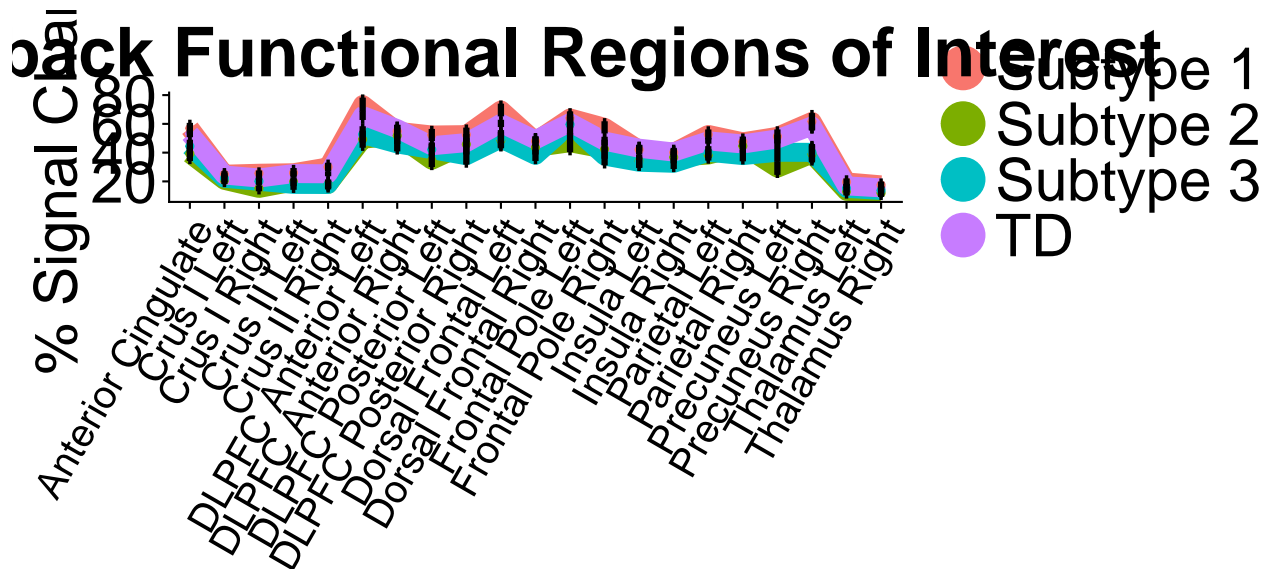 back Functional Regions of Interest
% Signal Cha
80
60
40
20
Subtype 1
Subtype 2
Subtype 3
TD
Anterior Cingulate
Crus I Left
Crus I Right
Crus III Left
Crus III Right
DLPFC Anterior Left
DLPFC Anterior Right
DLPFC Posterior Left
DLPFC Posterior Right
Dorsal Frontal Left
Dorsal Frontal Right
Frontal Pole Left
Frontal Pole Right
Insula Left
Insula Right
Parietal Left
Parietal Right
Precuneus Left
Precuneus Right
Thalamus Left
Thalamus Right